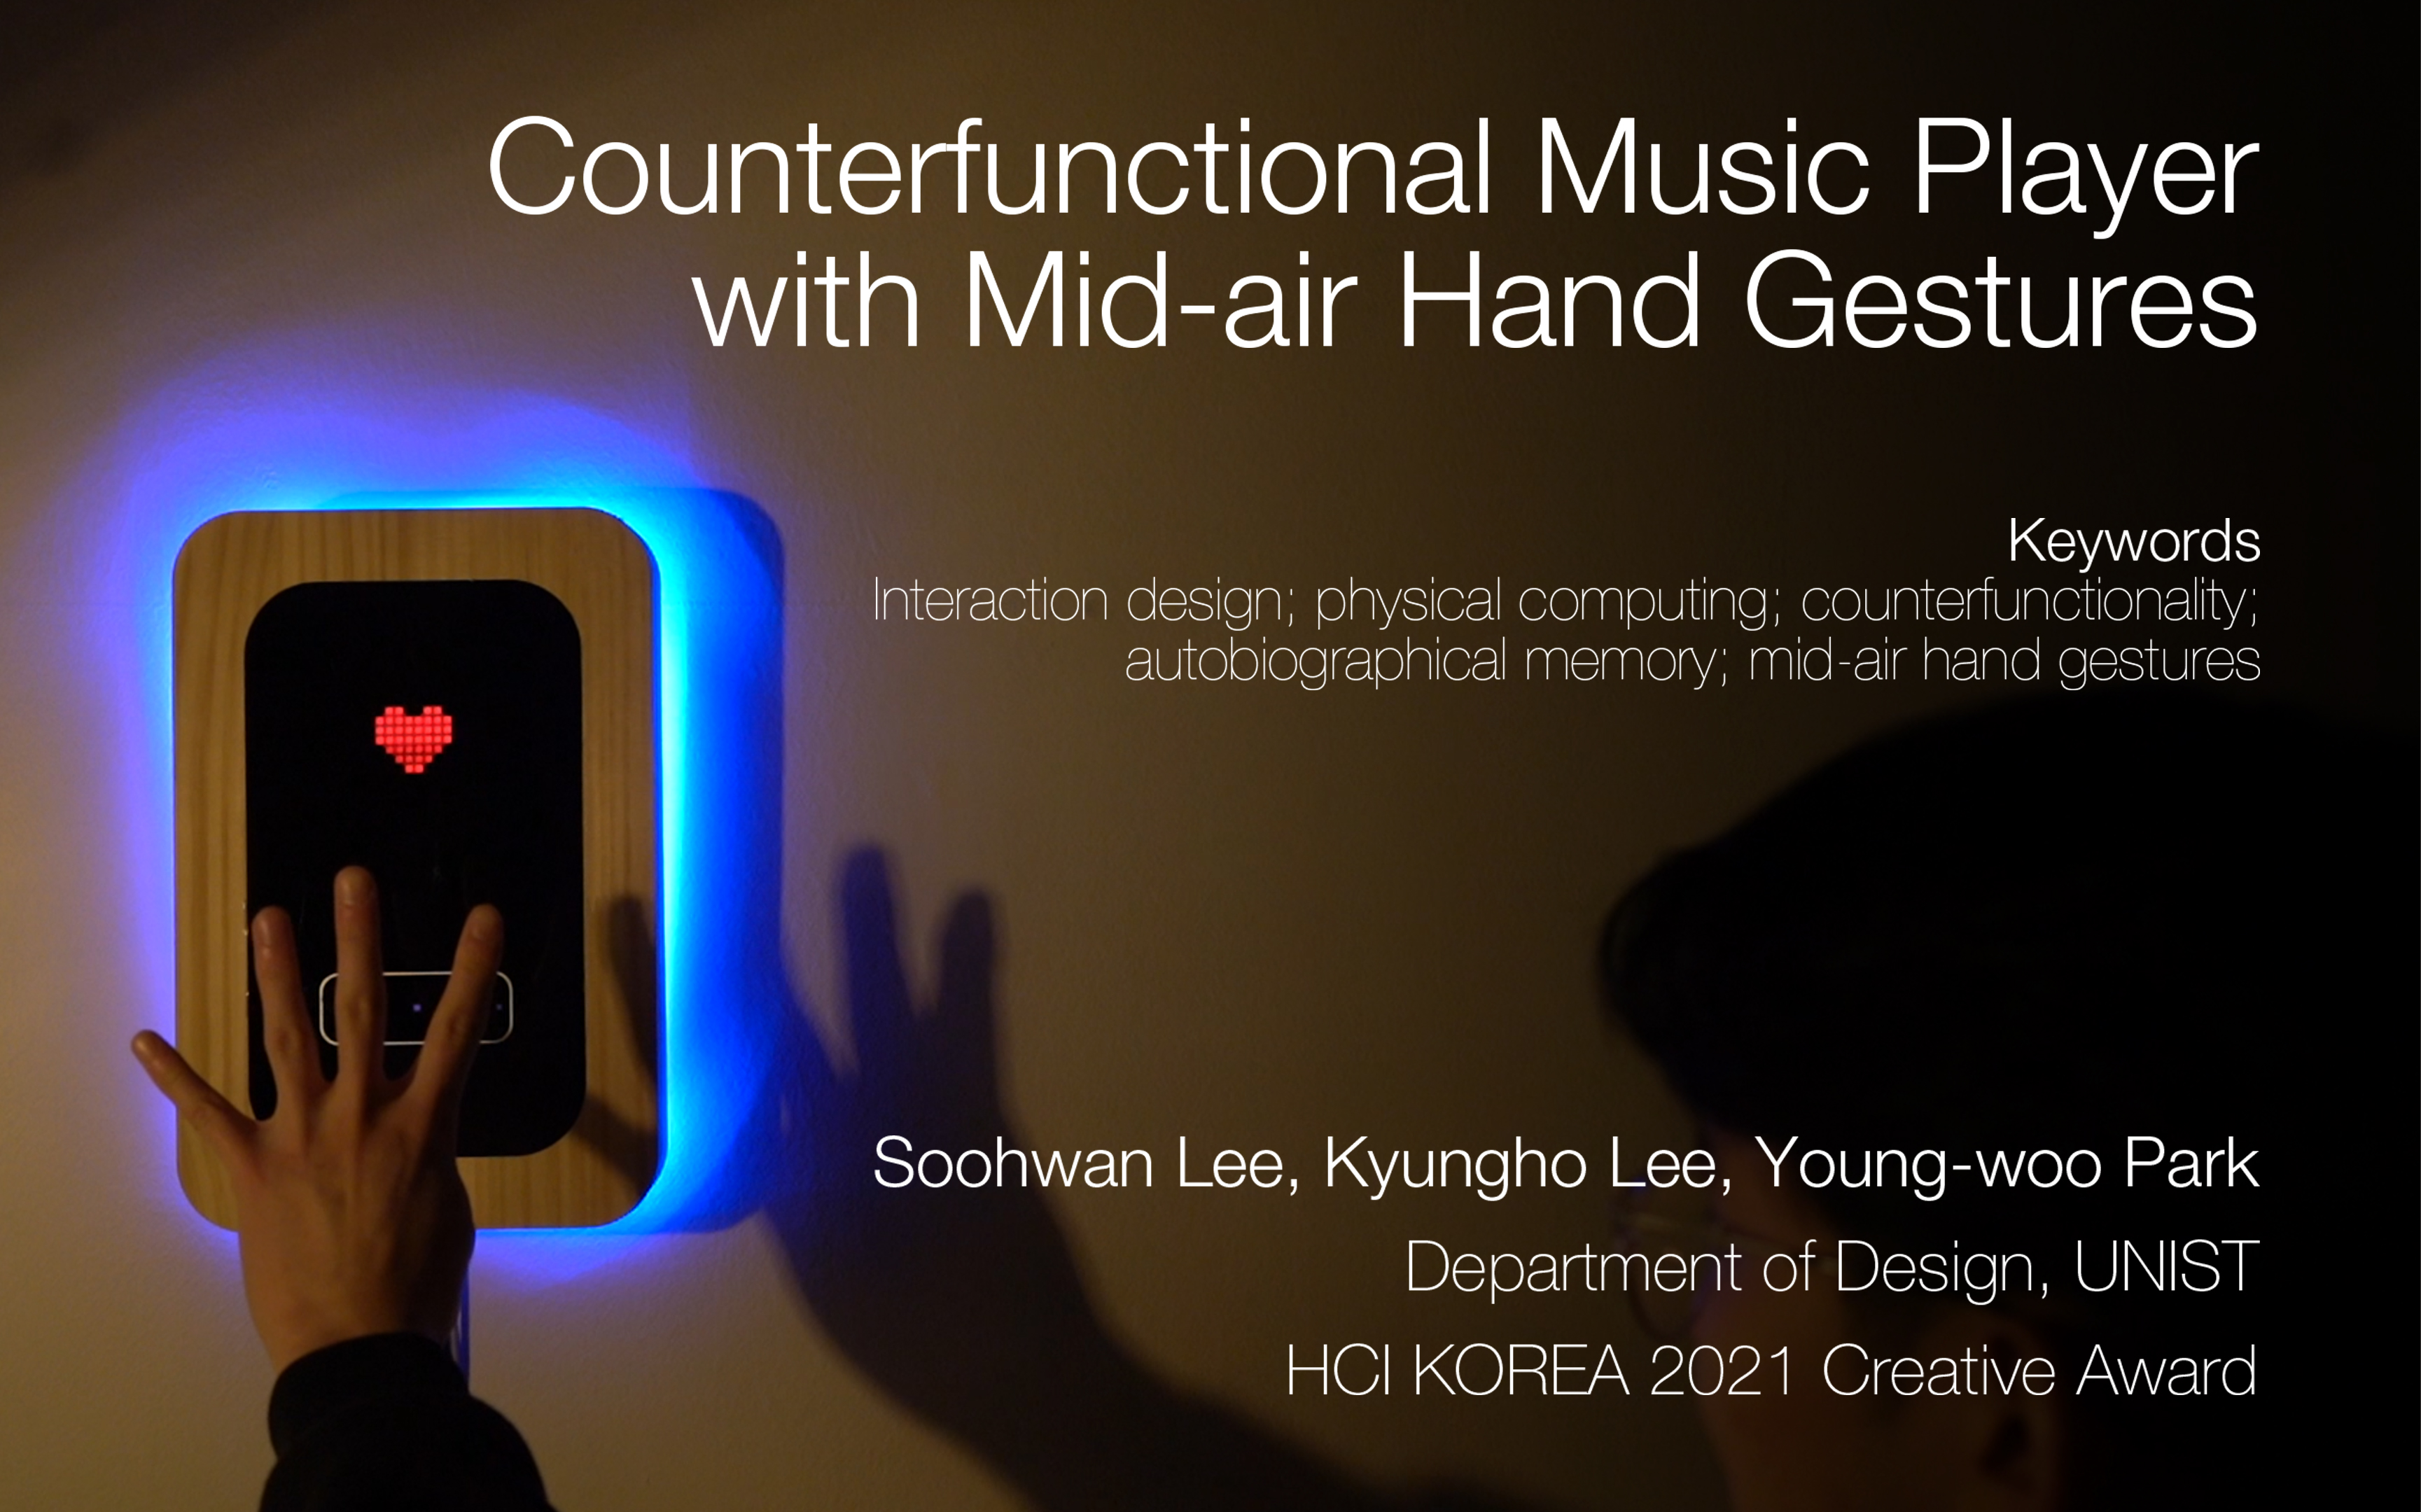 Counterfunctional Music Player
with Mid-air Hand Gestures
Keywords
Interaction design; physical computing; counterfunctionality;
autobiographical memory; mid-air hand gestures
Soohwan Lee, Kyungho Lee, Young-woo Park
Department of Design, UNIST
HCI KOREA 2021 Creative Award